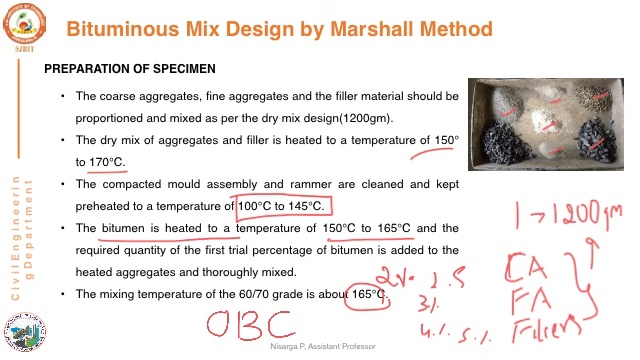 Bituminous Mix Design by Marshall Method
SJBIT
PREPARATION OF SPECIMEN
• The coarse aggregates, fine aggregates and the filler material should be
proportioned and mixed as per the dry mix design(1200gm).
• The dry mix of aggregates and filler is heated to a temperature of 150°
to 170°C.
• The compacted mould assembly and rammer are cleaned and kept
preheated to a temperature of 100°C to 145°C.
• The bitumen is heated to a temperature of 150°C to 165°C and the
required quantity of the first trial percentage of bitumen is added to the
heated aggregates and thoroughly mixed.
• The mixing temperature of the 60/70 grade is about 165°C.
Civil Engineerin
g Department
1 → 1200gm
CA
FA
Fillers
2%.
3%
4%
5%
OBC
Nisarga P, Assistant Professor